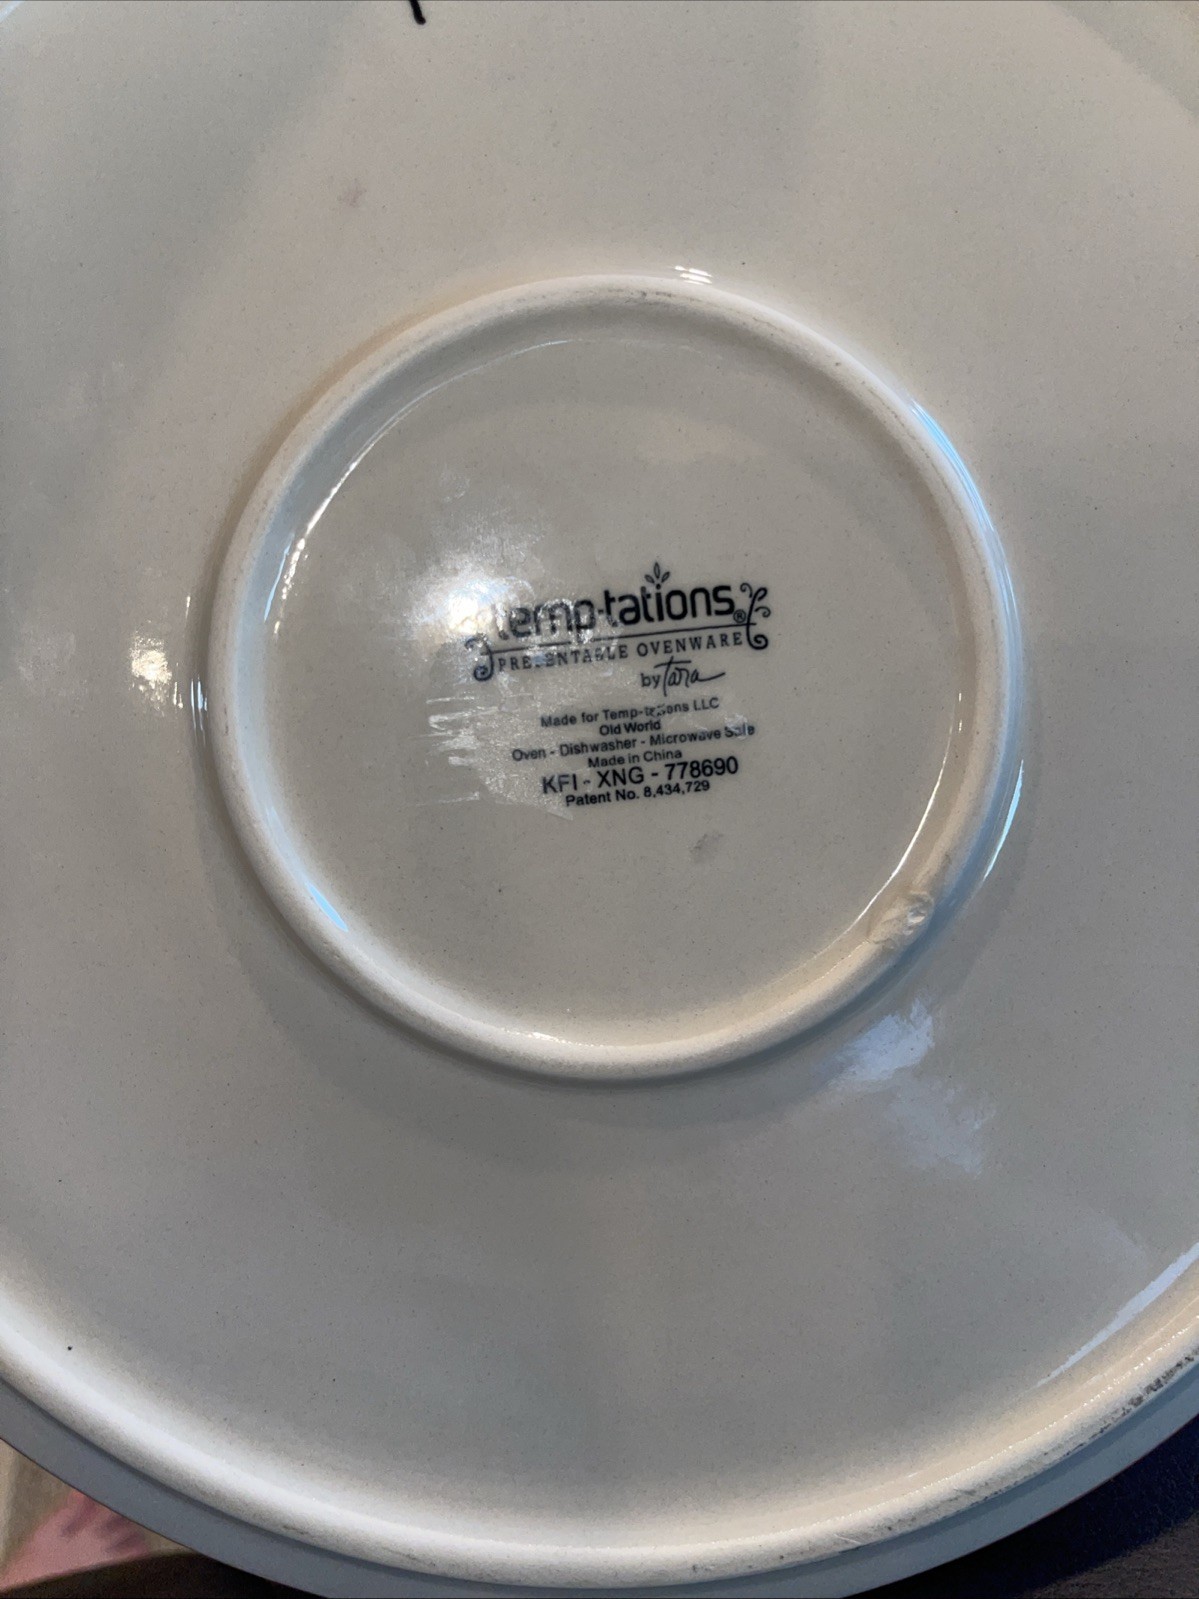 temp-tations®
PRESENTABLE OVENWARE
by Tara
Made for Temp-tations LLC
Old World
Oven - Dishwasher - Microwave Safe
Made in China
KFI - XNG - 778690
Patent No. 8,434,729